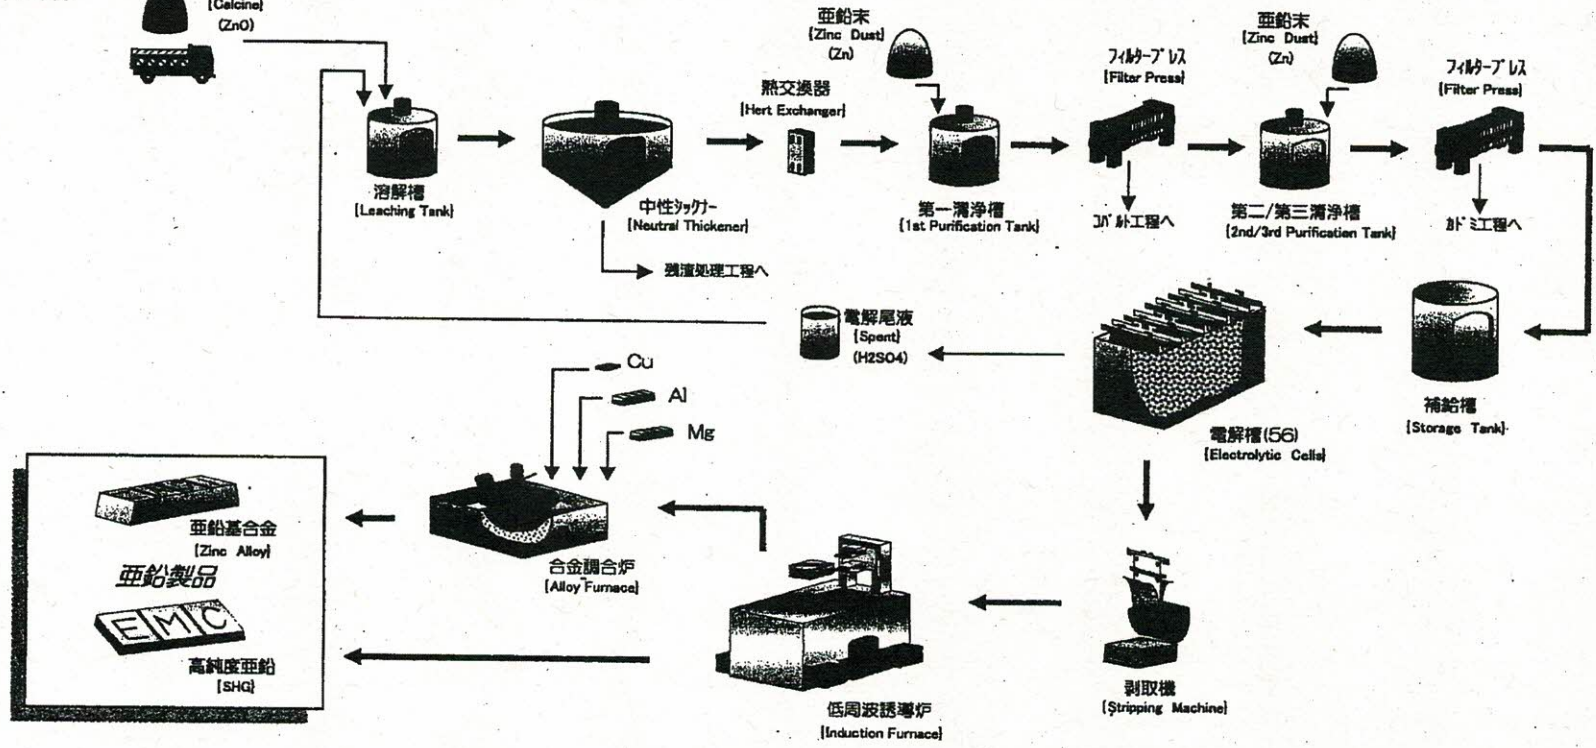 [Calcine]
(ZnO)
亜鉛末
[Zinc Dust]
(Zn)
亜鉛末
[Zinc Dust]
(Zn)
フィルタープレス
[Filter Press]
フィルタープレス
[Filter Press]
熱交換器
[Hert Exchanger]
溶解槽
[Leaching Tank]
中性シックナー
[Neutral Thickener]
第一清浄槽
[1st Purification Tank]
コバルト工程へ
第二/第三清浄槽
[2nd/3rd Purification Tank]
カドミ工程へ
残渣処理工程へ
電解尾液
[Spent]
(H2SO4)
補給槽
[Storage Tank]
電解槽(56)
[Electrolytic Cells]
Cu
Al
Mg
亜鉛基合金
[Zinc Alloy]
亜鉛製品
EMC
高純度亜鉛
[SHG]
合金調合炉
[Alloy Furnace]
低周波誘導炉
[Induction Furnace]
剥取機
[Stripping Machine]